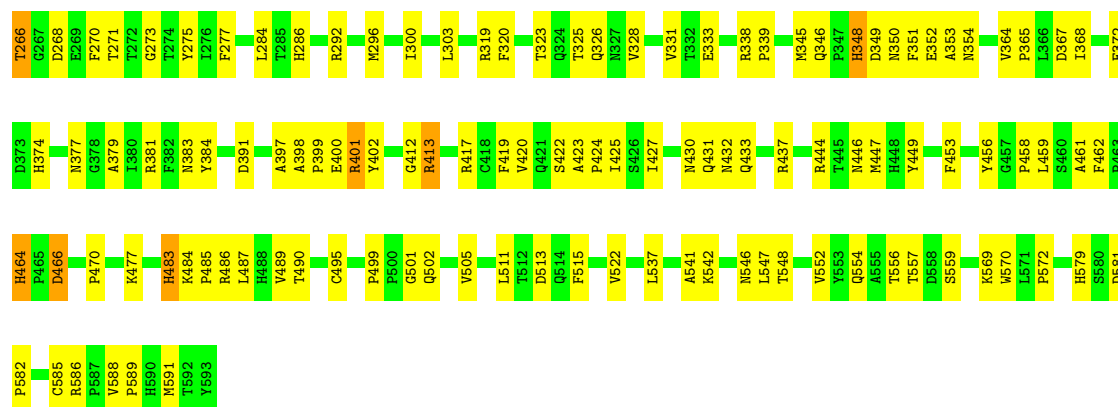 T266 G267 D268 E269 F270 T271 T272 G273 T274 Y275 I276 F277 L284 T285 H286 R292 M296 I300 L303 R319 F320 T323 Q324 T325 Q326 N327 V328 V331 T332 E333 R338 P339 M345 Q346 P347 H348 D349 N350 F351 E352 A353 N354 V364 P365 L366 D367 I368
D373 H374 N377 G378 A379 I380 R381 F382 N383 Y384 D391 A397 A398 P399 E400 R401 Y402 G412 R413 R417 C418 F419 V420 Q421 S422 A423 P424 I425 S426 I427 N430 Q431 N432 Q433 R437 R444 T445 N446 M447 H448 Y449 F453 Y456 G457 P458 L459 S460 A461 F462
H464 P465 D466 P470 K477 H483 K484 P485 R486 L487 H488 V489 T490 C495 P499 P500 G501 Q502 V505 L511 T512 D513 Q514 F515 V522 L537 A541 K542 N546 L547 T548 V552 Y553 Q554 A555 T556 T557 D558 S559 K569 W570 L571 P572 H579 S580
P582 C585 R586 P587 V588 P589 H590 M591 T592 Y593